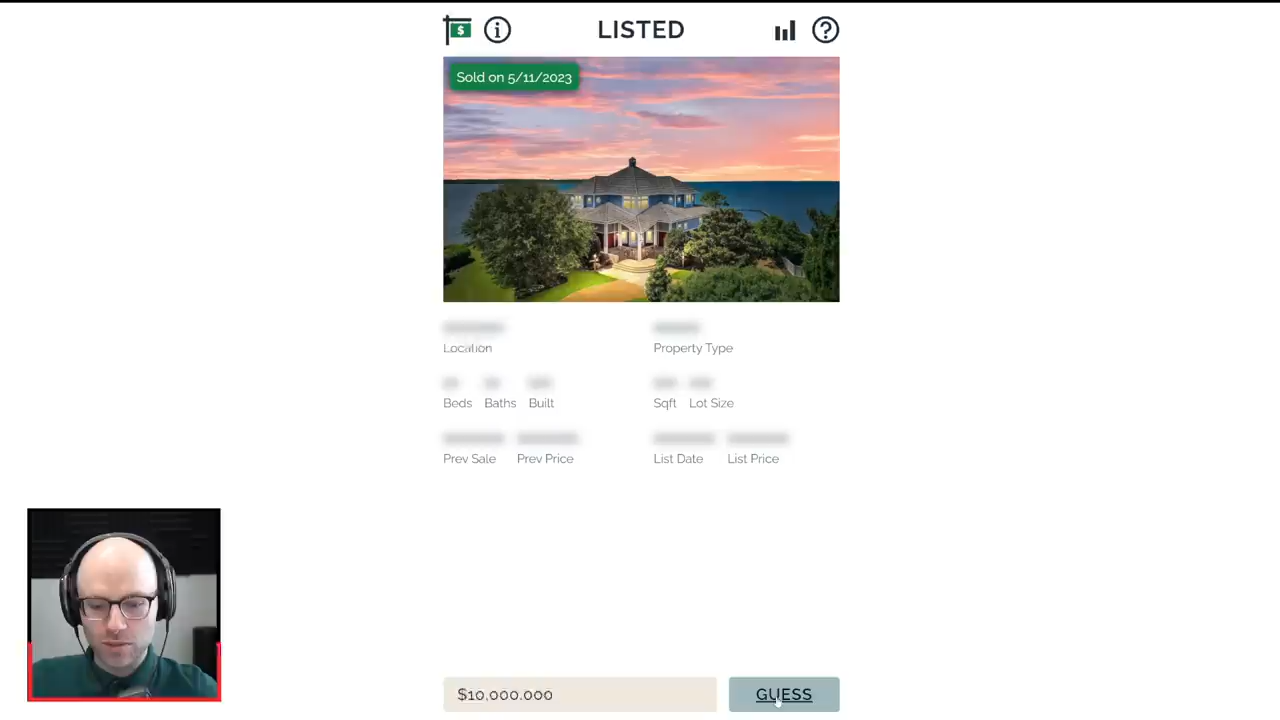 LISTED
Sold on 5/11/2023
Location
Property Type
Beds Baths Built
Sqft Lot Size
Prev Sale Prev Price
List Date List Price
$10,000.000
GUESS